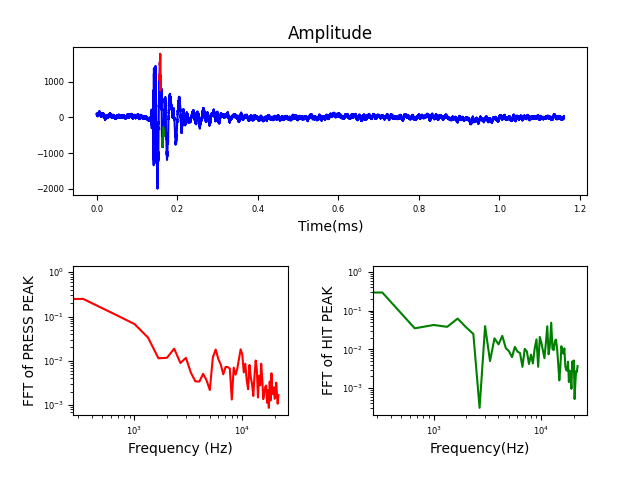 Amplitude
1000
0
−1000
−2000
0.0 0.2 0.4 0.6 0.8 1.0 1.2
Time(ms)
FFT of PRESS PEAK
10⁰
10⁻¹
10⁻²
10⁻³
10³ 10⁴
Frequency (Hz)
FFT of HIT PEAK
10⁰
10⁻¹
10⁻²
10⁻³
10³ 10⁴
Frequency(Hz)